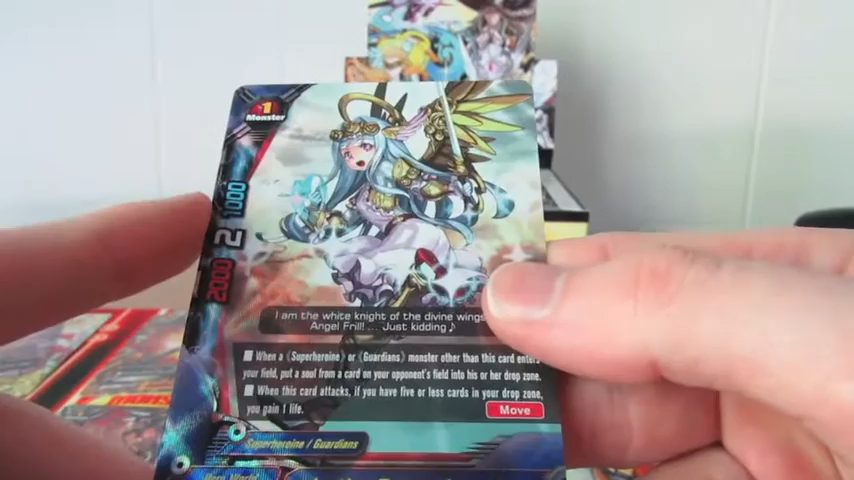 1
Monster
1000
2
2000
I am the white knight of the divine wings
Angel Frill!... Just kidding♪
■ When a 《Superheroine》 or 《Guardians》 monster other than this card enters
your field, put a soul from a card on your opponent's field into his or her drop zone.
■ When this card attacks, if you have five or less cards in your drop zone,
you gain 1 life.
Move
Superheroine / Guardians
Hero World